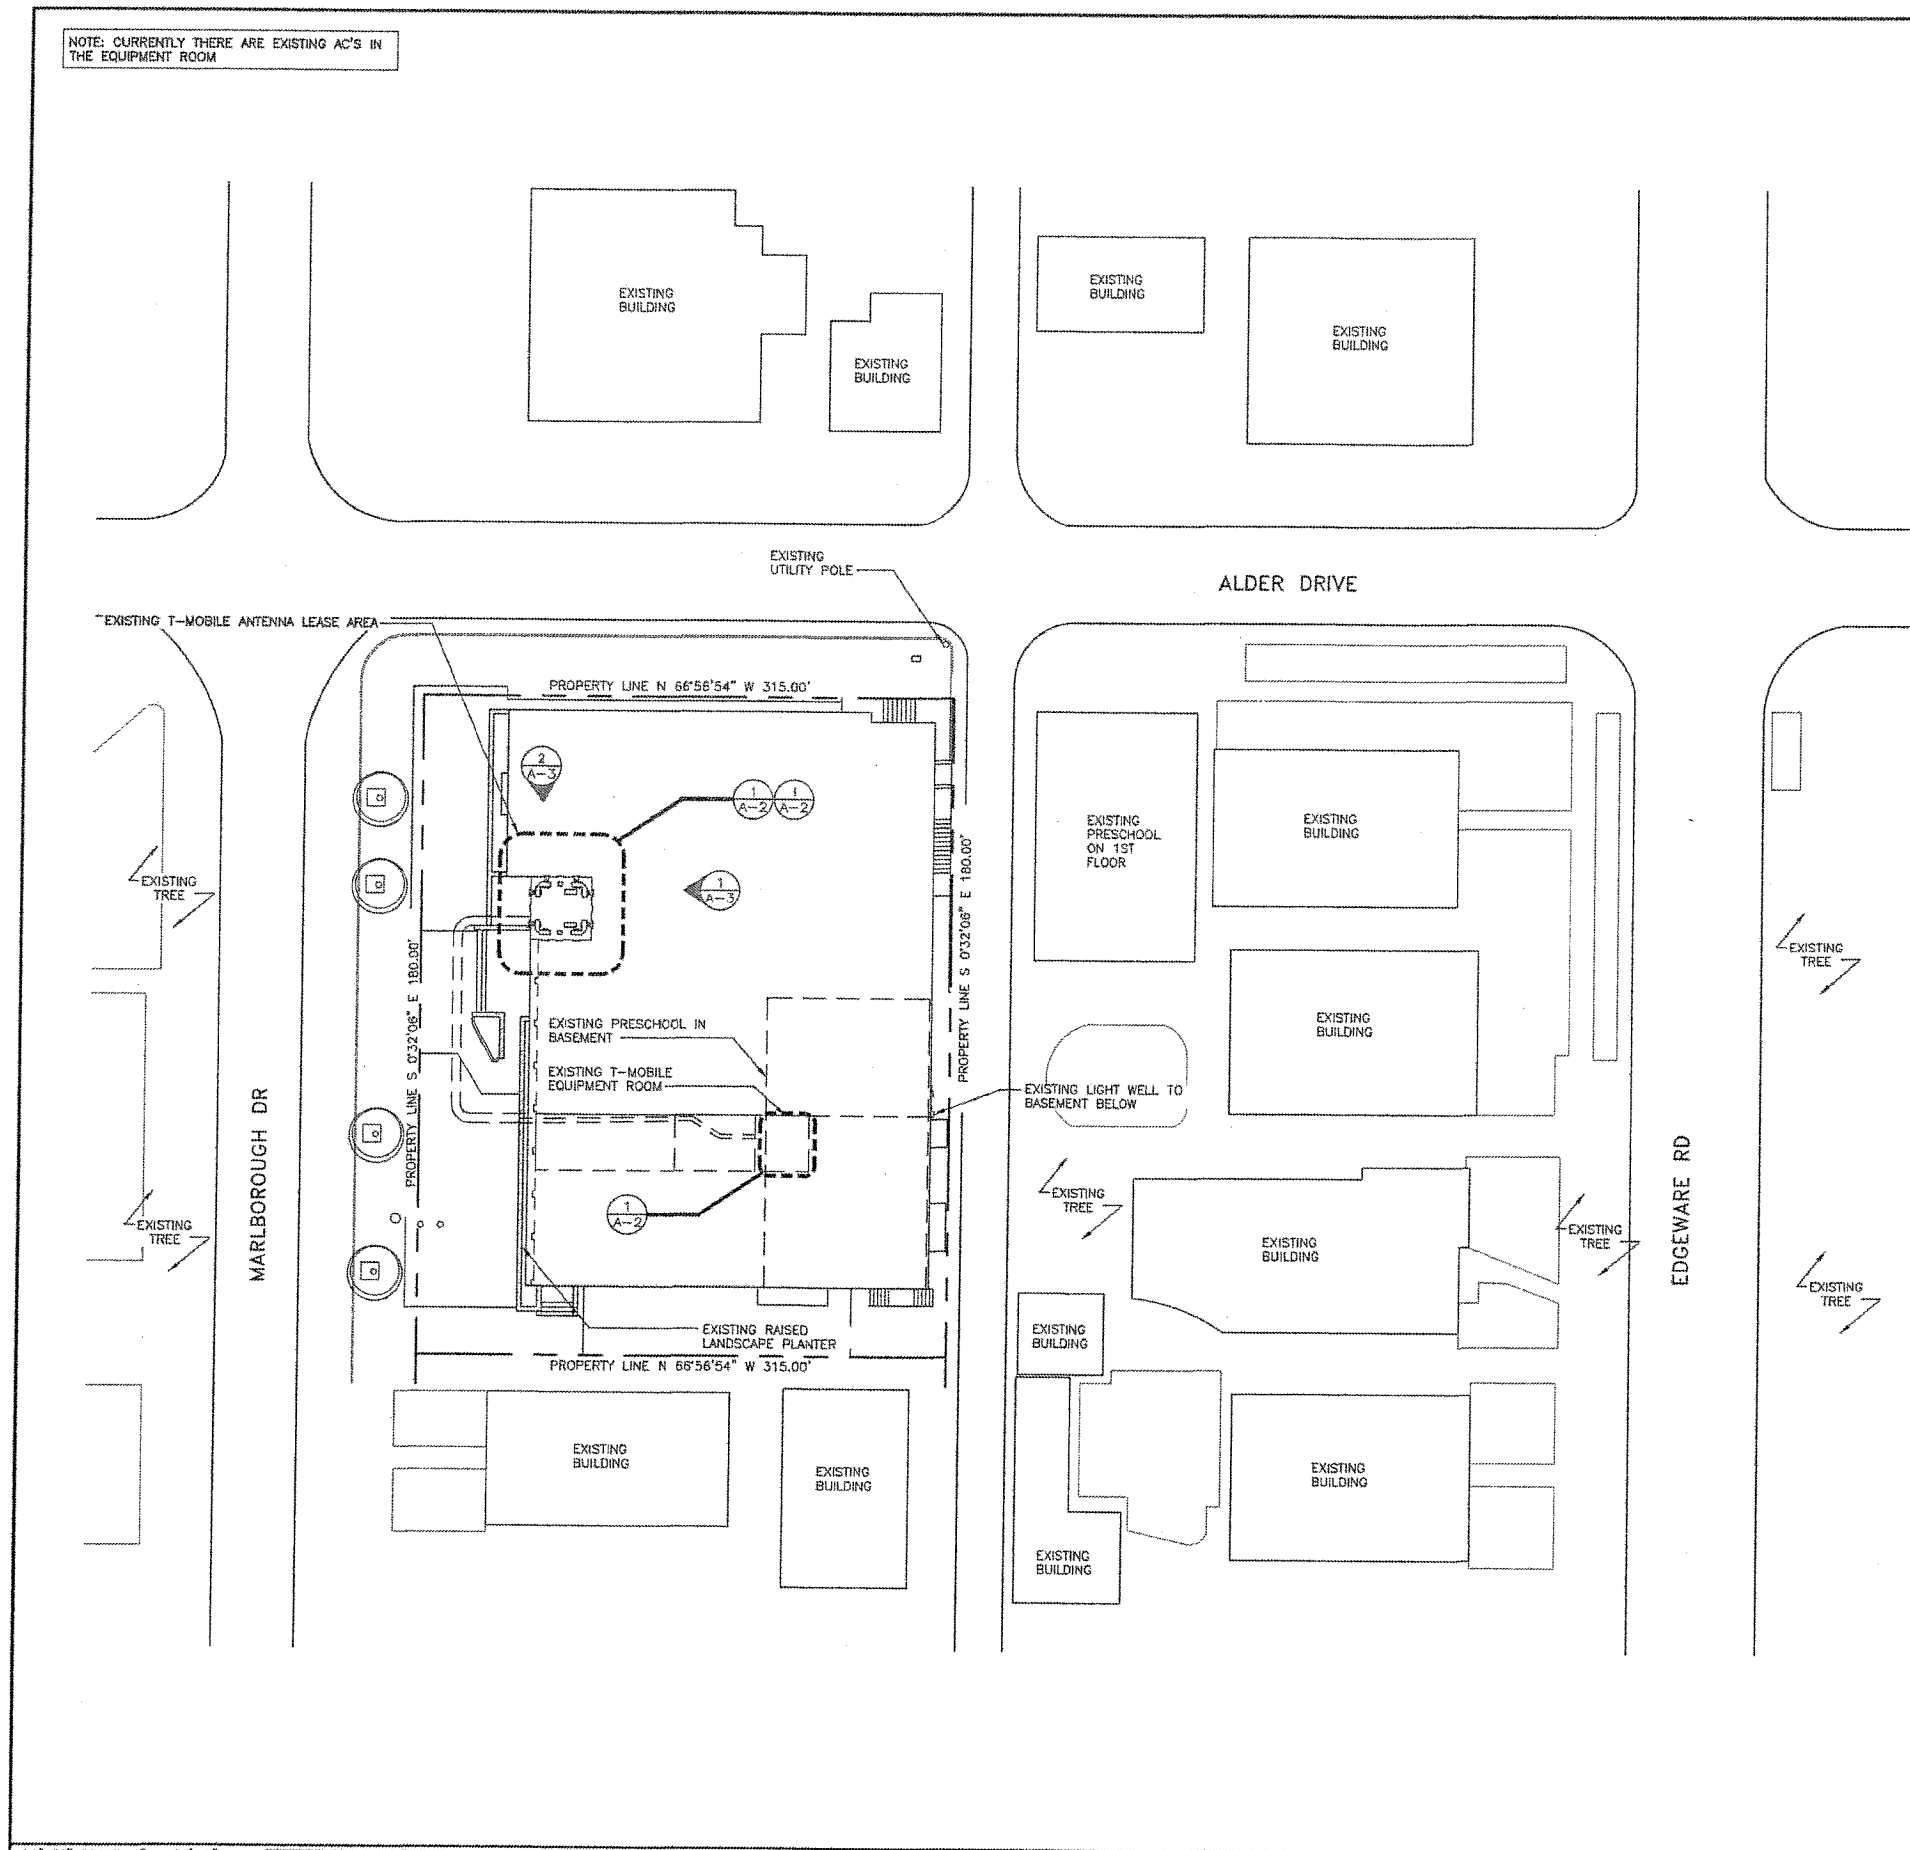 NOTE: CURRENTLY THERE ARE EXISTING AC'S IN
THE EQUIPMENT ROOM
EXISTING
BUILDING
EXISTING
BUILDING
EXISTING
BUILDING
EXISTING
BUILDING
EXISTING
UTILITY POLE
ALDER DRIVE
EXISTING T-MOBILE ANTENNA LEASE AREA
PROPERTY LINE N 66°56'54" W 315.00'
2
A-3
1
A-2
1
A-2
1
A-3
EXISTING
TREE
PROPERTY LINE S 0°32'06" E 180.00'
PROPERTY LINE S 0°32'06" E 180.00'
EXISTING
PRESCHOOL
ON 1ST
FLOOR
EXISTING
BUILDING
EXISTING
TREE
EXISTING PRESCHOOL IN
BASEMENT
EXISTING
BUILDING
EXISTING T-MOBILE
EQUIPMENT ROOM
EXISTING LIGHT WELL TO
BASEMENT BELOW
MARLBOROUGH DR
EDGEWARE RD
1
A-2
EXISTING
TREE
EXISTING
TREE
EXISTING
BUILDING
EXISTING
TREE
EXISTING
TREE
EXISTING RAISED
LANDSCAPE PLANTER
EXISTING
BUILDING
PROPERTY LINE N 66°56'54" W 315.00'
EXISTING
BUILDING
EXISTING
BUILDING
EXISTING
BUILDING
EXISTING
BUILDING